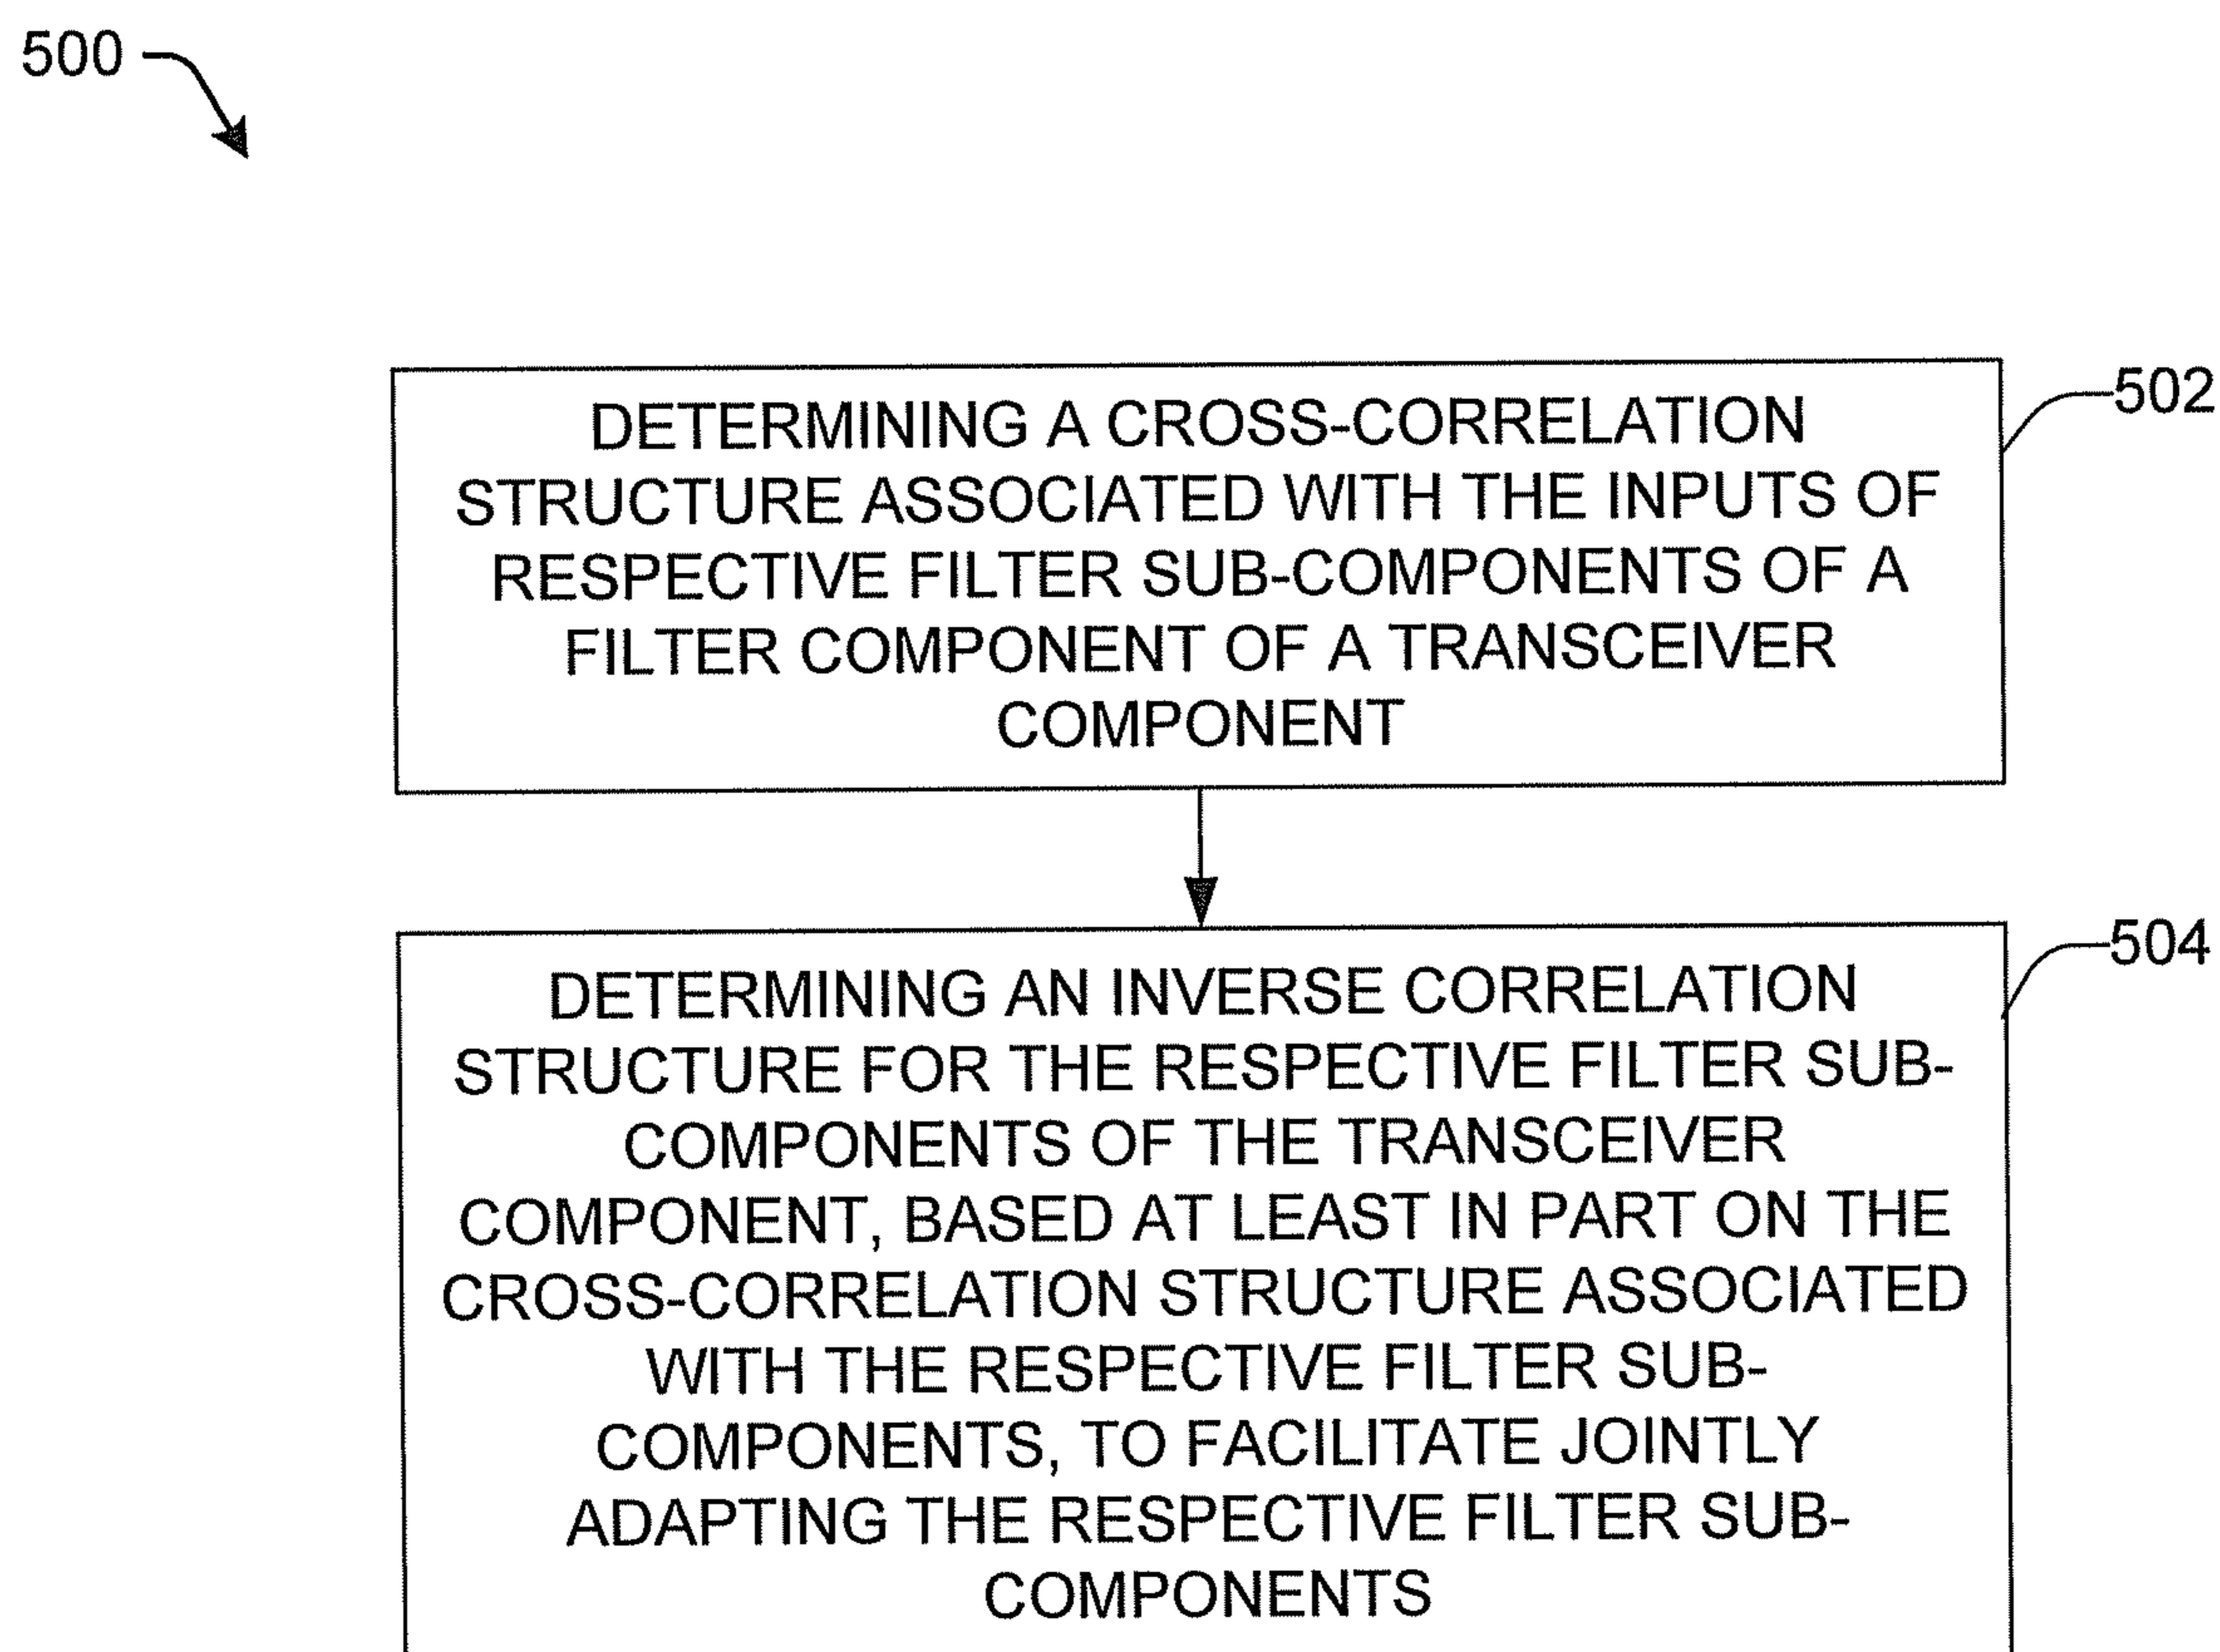 500
DETERMINING A CROSS-CORRELATION
STRUCTURE ASSOCIATED WITH THE INPUTS OF
RESPECTIVE FILTER SUB-COMPONENTS OF A
FILTER COMPONENT OF A TRANSCEIVER
COMPONENT
502
DETERMINING AN INVERSE CORRELATION
STRUCTURE FOR THE RESPECTIVE FILTER SUB-
COMPONENTS OF THE TRANSCEIVER
COMPONENT, BASED AT LEAST IN PART ON THE
CROSS-CORRELATION STRUCTURE ASSOCIATED
WITH THE RESPECTIVE FILTER SUB-
COMPONENTS, TO FACILITATE JOINTLY
ADAPTING THE RESPECTIVE FILTER SUB-
COMPONENTS
504